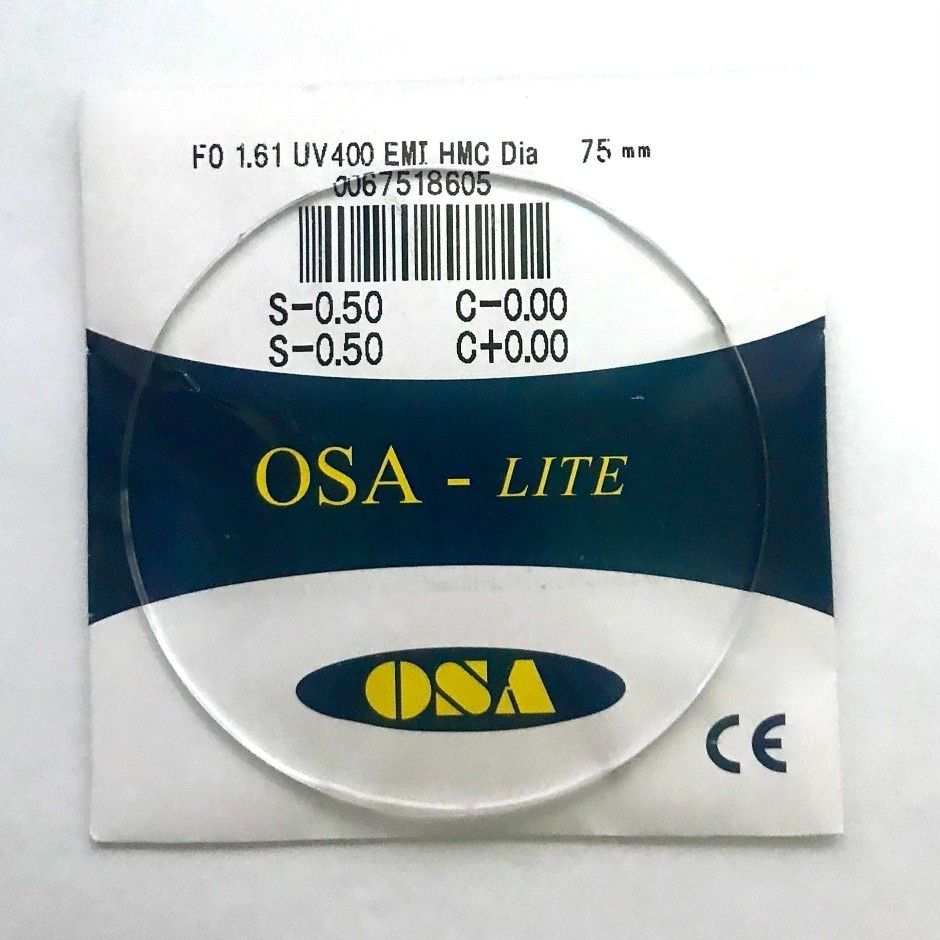 FO 1.61 UV400 EMI HMC Dia 75 mm
0067518605
S-0.50 C-0.00
S-0.50 C+0.00
OSA - LITE
OSA
CE